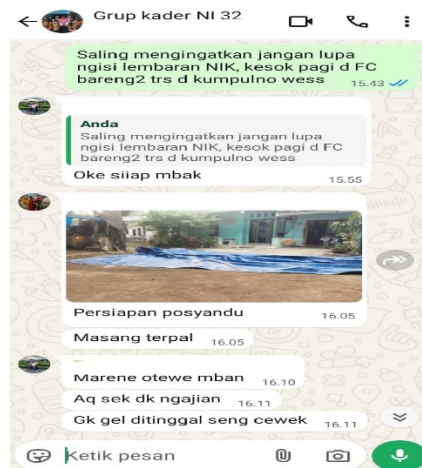 Grup kader NI 32
Saling mengingatkan jangan lupa
ngisi lembaran NIK, kesok pagi d FC
bareng2 trs d kumpulno wess
15.43
Anda
Saling mengingatkan jangan lupa
ngisi lembaran NIK, kesok pagi d FC
bareng2 trs d kumpulno wess
Oke siiap mbak
15.55
Persiapan posyandu
16.05
Masang terpal 16.05
Marene otewe mban 16.10
Aq sek dk ngajian 16.11
Gk gel ditinggal seng cewek 16.11
Ketik pesan